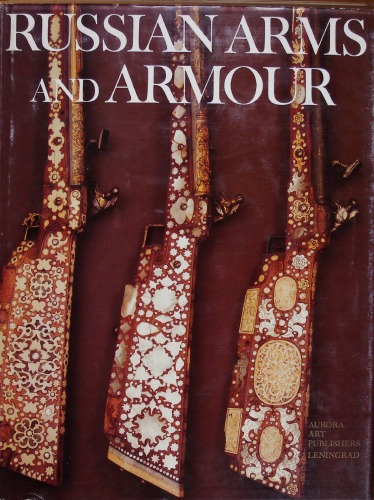 RUSSIAN ARMS
AND ARMOUR
AURORA
ART
PUBLISHERS
LENINGRAD